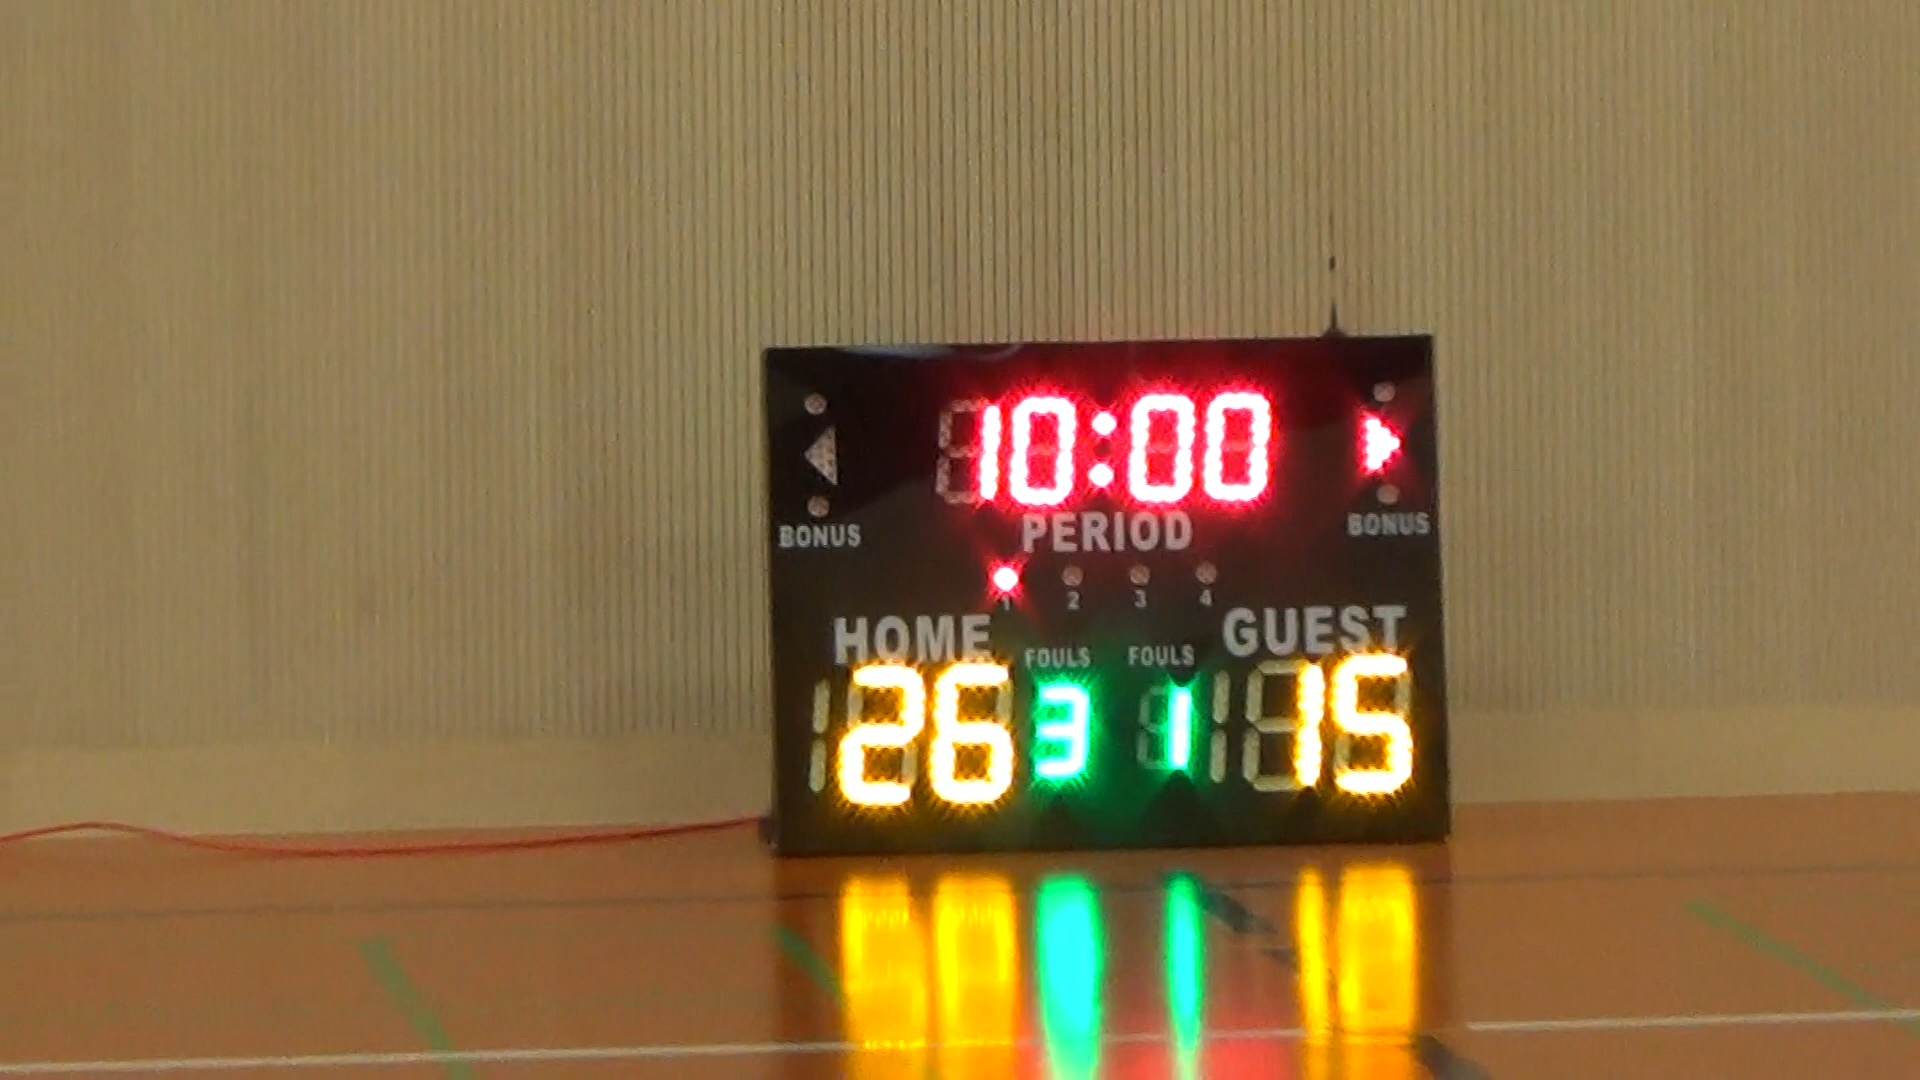 10:00
BONUS PERIOD BONUS
1 2 3 4
HOME FOULS FOULS GUEST
26 3 1 15